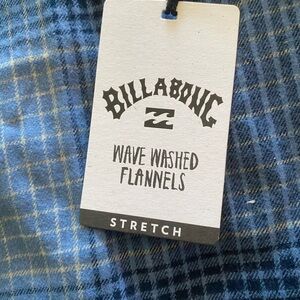 BILLABONG
WAVE WASHED
FLANNELS
STRETCH